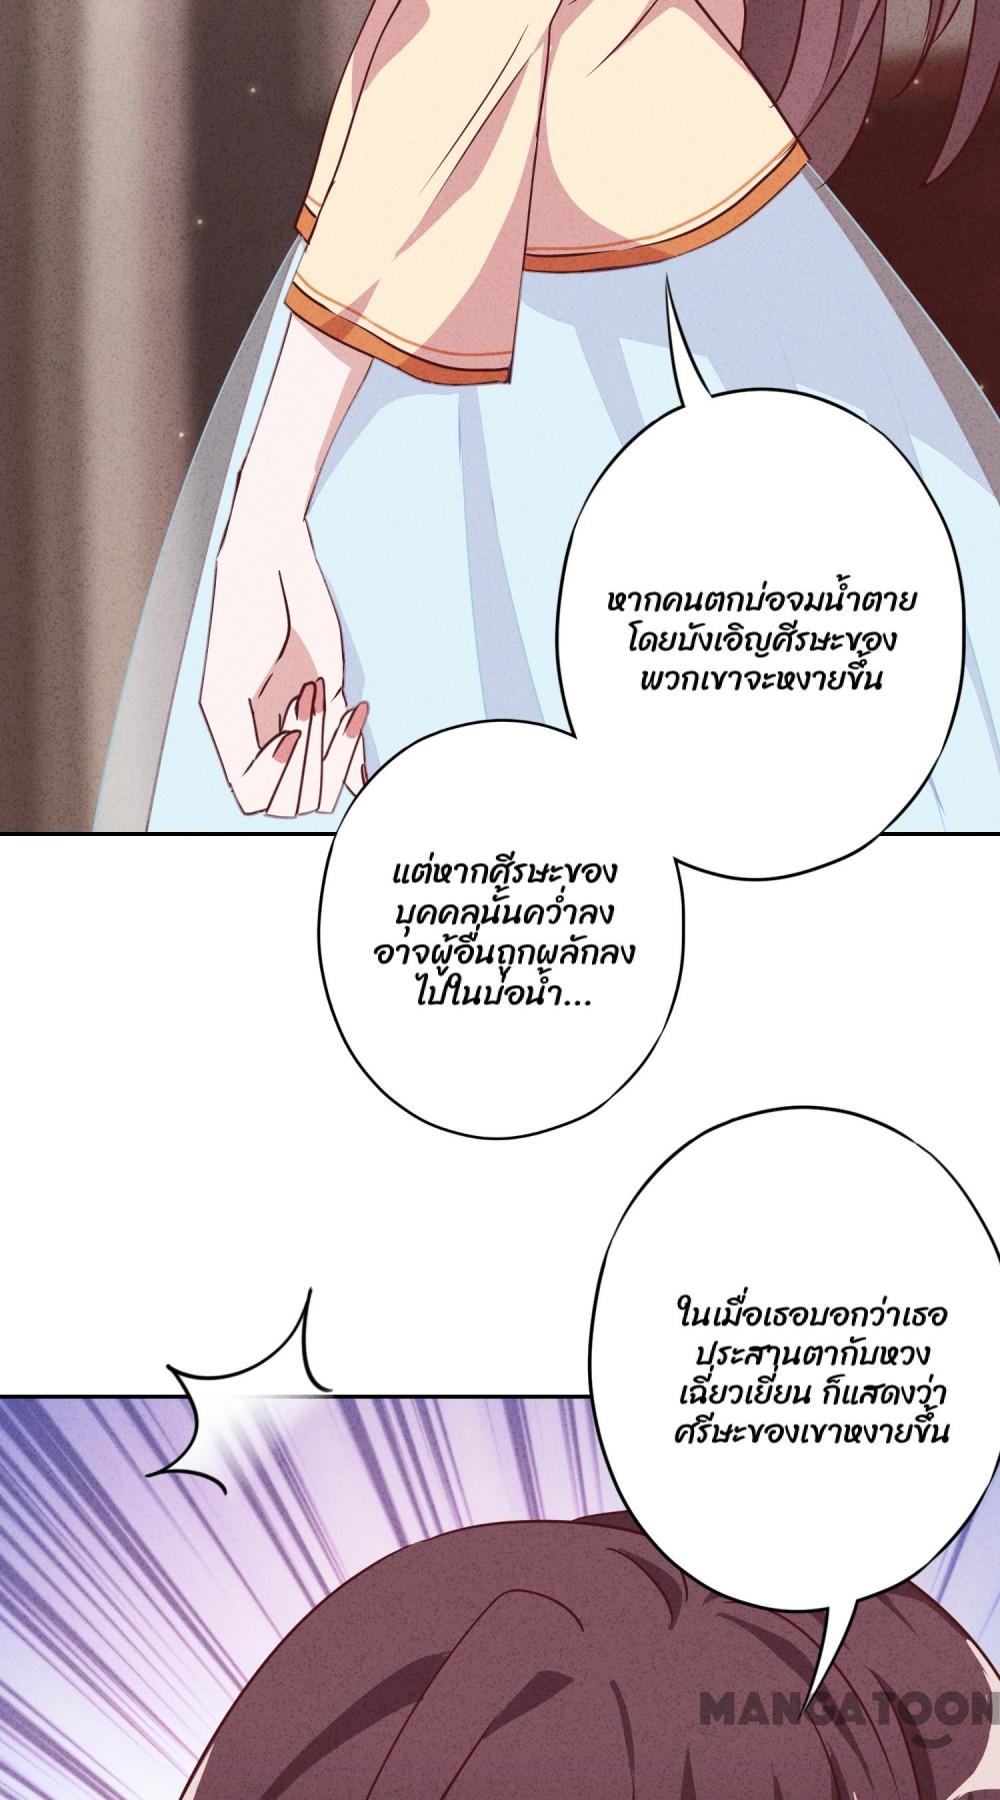 หากคนตกบ่อจมน้ำตาย
โดยบังเอิญศีรษะของ
พวกเขาจะหงายขึ้น
แต่หากศีรษะของ
บุคคลนั้นคว่ำลง
อาจผู้อื่นถูกผลักลง
ไปในบ่อน้ำ...
ในเมื่อเธอบอกว่าเธอ
ประสานตากับหวง
เฉี่ยวเยี่ยน ก็แสดงว่า
ศรีษะของเขาหงายขึ้น
MANGATOON